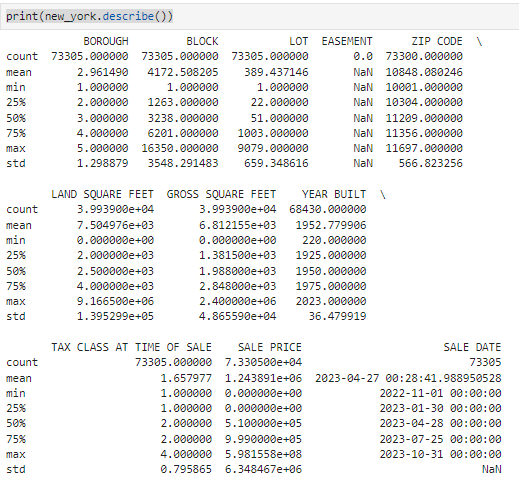 print(new_york.describe())
BOROUGH BLOCK LOT EASEMENT ZIP CODE \
count 73305.000000 73305.000000 73305.000000 0.0 73300.000000
mean 2.961490 4172.508205 389.437146 NaN 10848.080246
min 1.000000 1.000000 1.000000 NaN 10001.000000
25% 2.000000 1263.000000 22.000000 NaN 10304.000000
50% 3.000000 3238.000000 51.000000 NaN 11209.000000
75% 4.000000 6201.000000 1003.000000 NaN 11356.000000
max 5.000000 16350.000000 9079.000000 NaN 11697.000000
std 1.298879 3548.291483 659.348616 NaN 566.823256
LAND SQUARE FEET GROSS SQUARE FEET YEAR BUILT \
count 3.993900e+04 3.993900e+04 68430.000000
mean 7.504976e+03 6.812155e+03 1952.779906
min 0.000000e+00 0.000000e+00 220.000000
25% 2.000000e+03 1.381500e+03 1925.000000
50% 2.500000e+03 1.988000e+03 1950.000000
75% 4.000000e+03 2.848000e+03 1975.000000
max 9.166500e+06 2.400000e+06 2023.000000
std 1.395299e+05 4.865590e+04 36.479919
TAX CLASS AT TIME OF SALE SALE PRICE SALE DATE
count 73305.000000 7.330500e+04 73305
mean 1.657977 1.243891e+06 2023-04-27 00:28:41.988950528
min 1.000000 0.000000e+00 2022-11-01 00:00:00
25% 1.000000 0.000000e+00 2023-01-30 00:00:00
50% 2.000000 5.100000e+05 2023-04-28 00:00:00
75% 2.000000 9.990000e+05 2023-07-25 00:00:00
max 4.000000 5.981558e+08 2023-10-31 00:00:00
std 0.795865 6.348467e+06 NaN